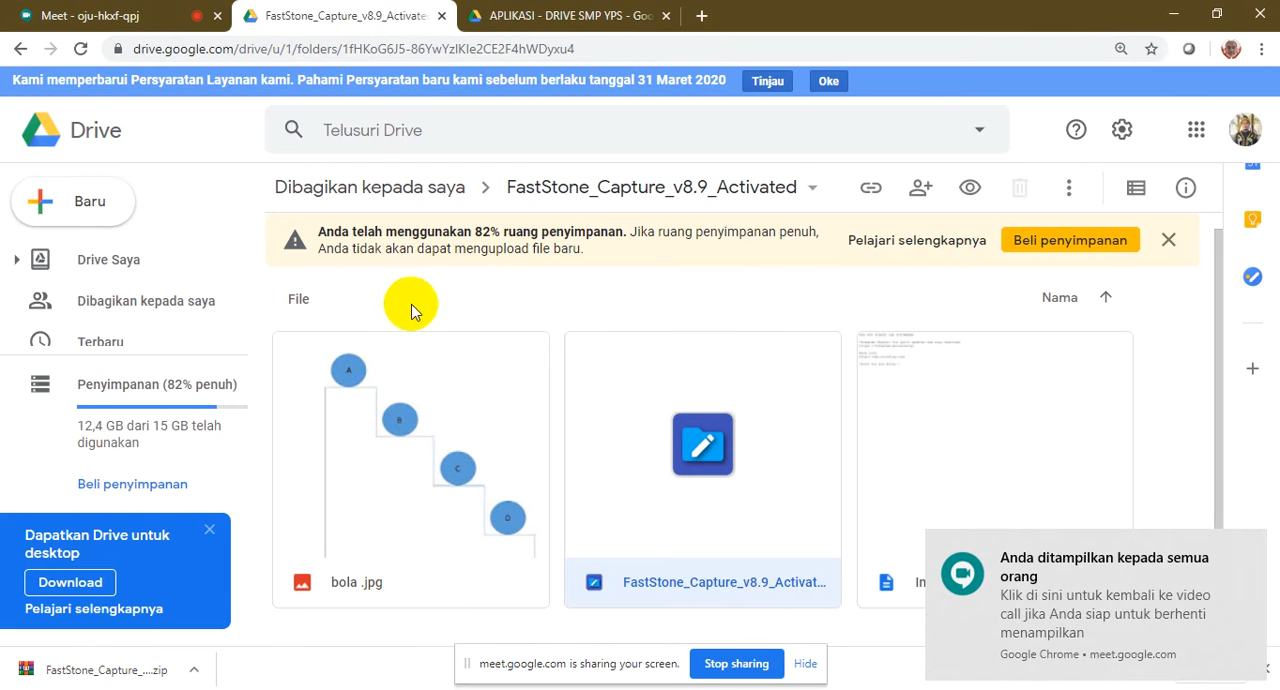 Meet - oju-hkxf-qpj
FastStone_Capture_v8.9_Activated
APLIKASI - DRIVE SMP YPS - Goo
drive.google.com/drive/u/1/folders/1fHKoG6J5-86YwYzIKIe2CE2F4hWDyxu4
Kami memperbarui Persyaratan Layanan kami. Pahami Persyaratan baru kami sebelum berlaku tanggal 31 Maret 2020
Tinjau
Oke
Drive
Telusuri Drive
Baru
Dibagikan kepada saya
FastStone_Capture_v8.9_Activated
Anda telah menggunakan 82% ruang penyimpanan. Jika ruang penyimpanan penuh,
Anda tidak akan dapat mengupload file baru.
Pelajari selengkapnya
Beli penyimpanan
Drive Saya
Dibagikan kepada saya
Terbaru
Penyimpanan (82% penuh)
12,4 GB dari 15 GB telah
digunakan
Beli penyimpanan
File
Nama
A
B
C
D
bola .jpg
FastStone_Capture_v8.9_Activat...
Dapatkan Drive untuk
desktop
Download
Pelajari selengkapnya
Anda ditampilkan kepada semua
orang
Klik di sini untuk kembali ke video
call jika Anda siap untuk berhenti
menampilkan
Google Chrome • meet.google.com
FastStone_Capture_....zip
meet.google.com is sharing your screen.
Stop sharing
Hide